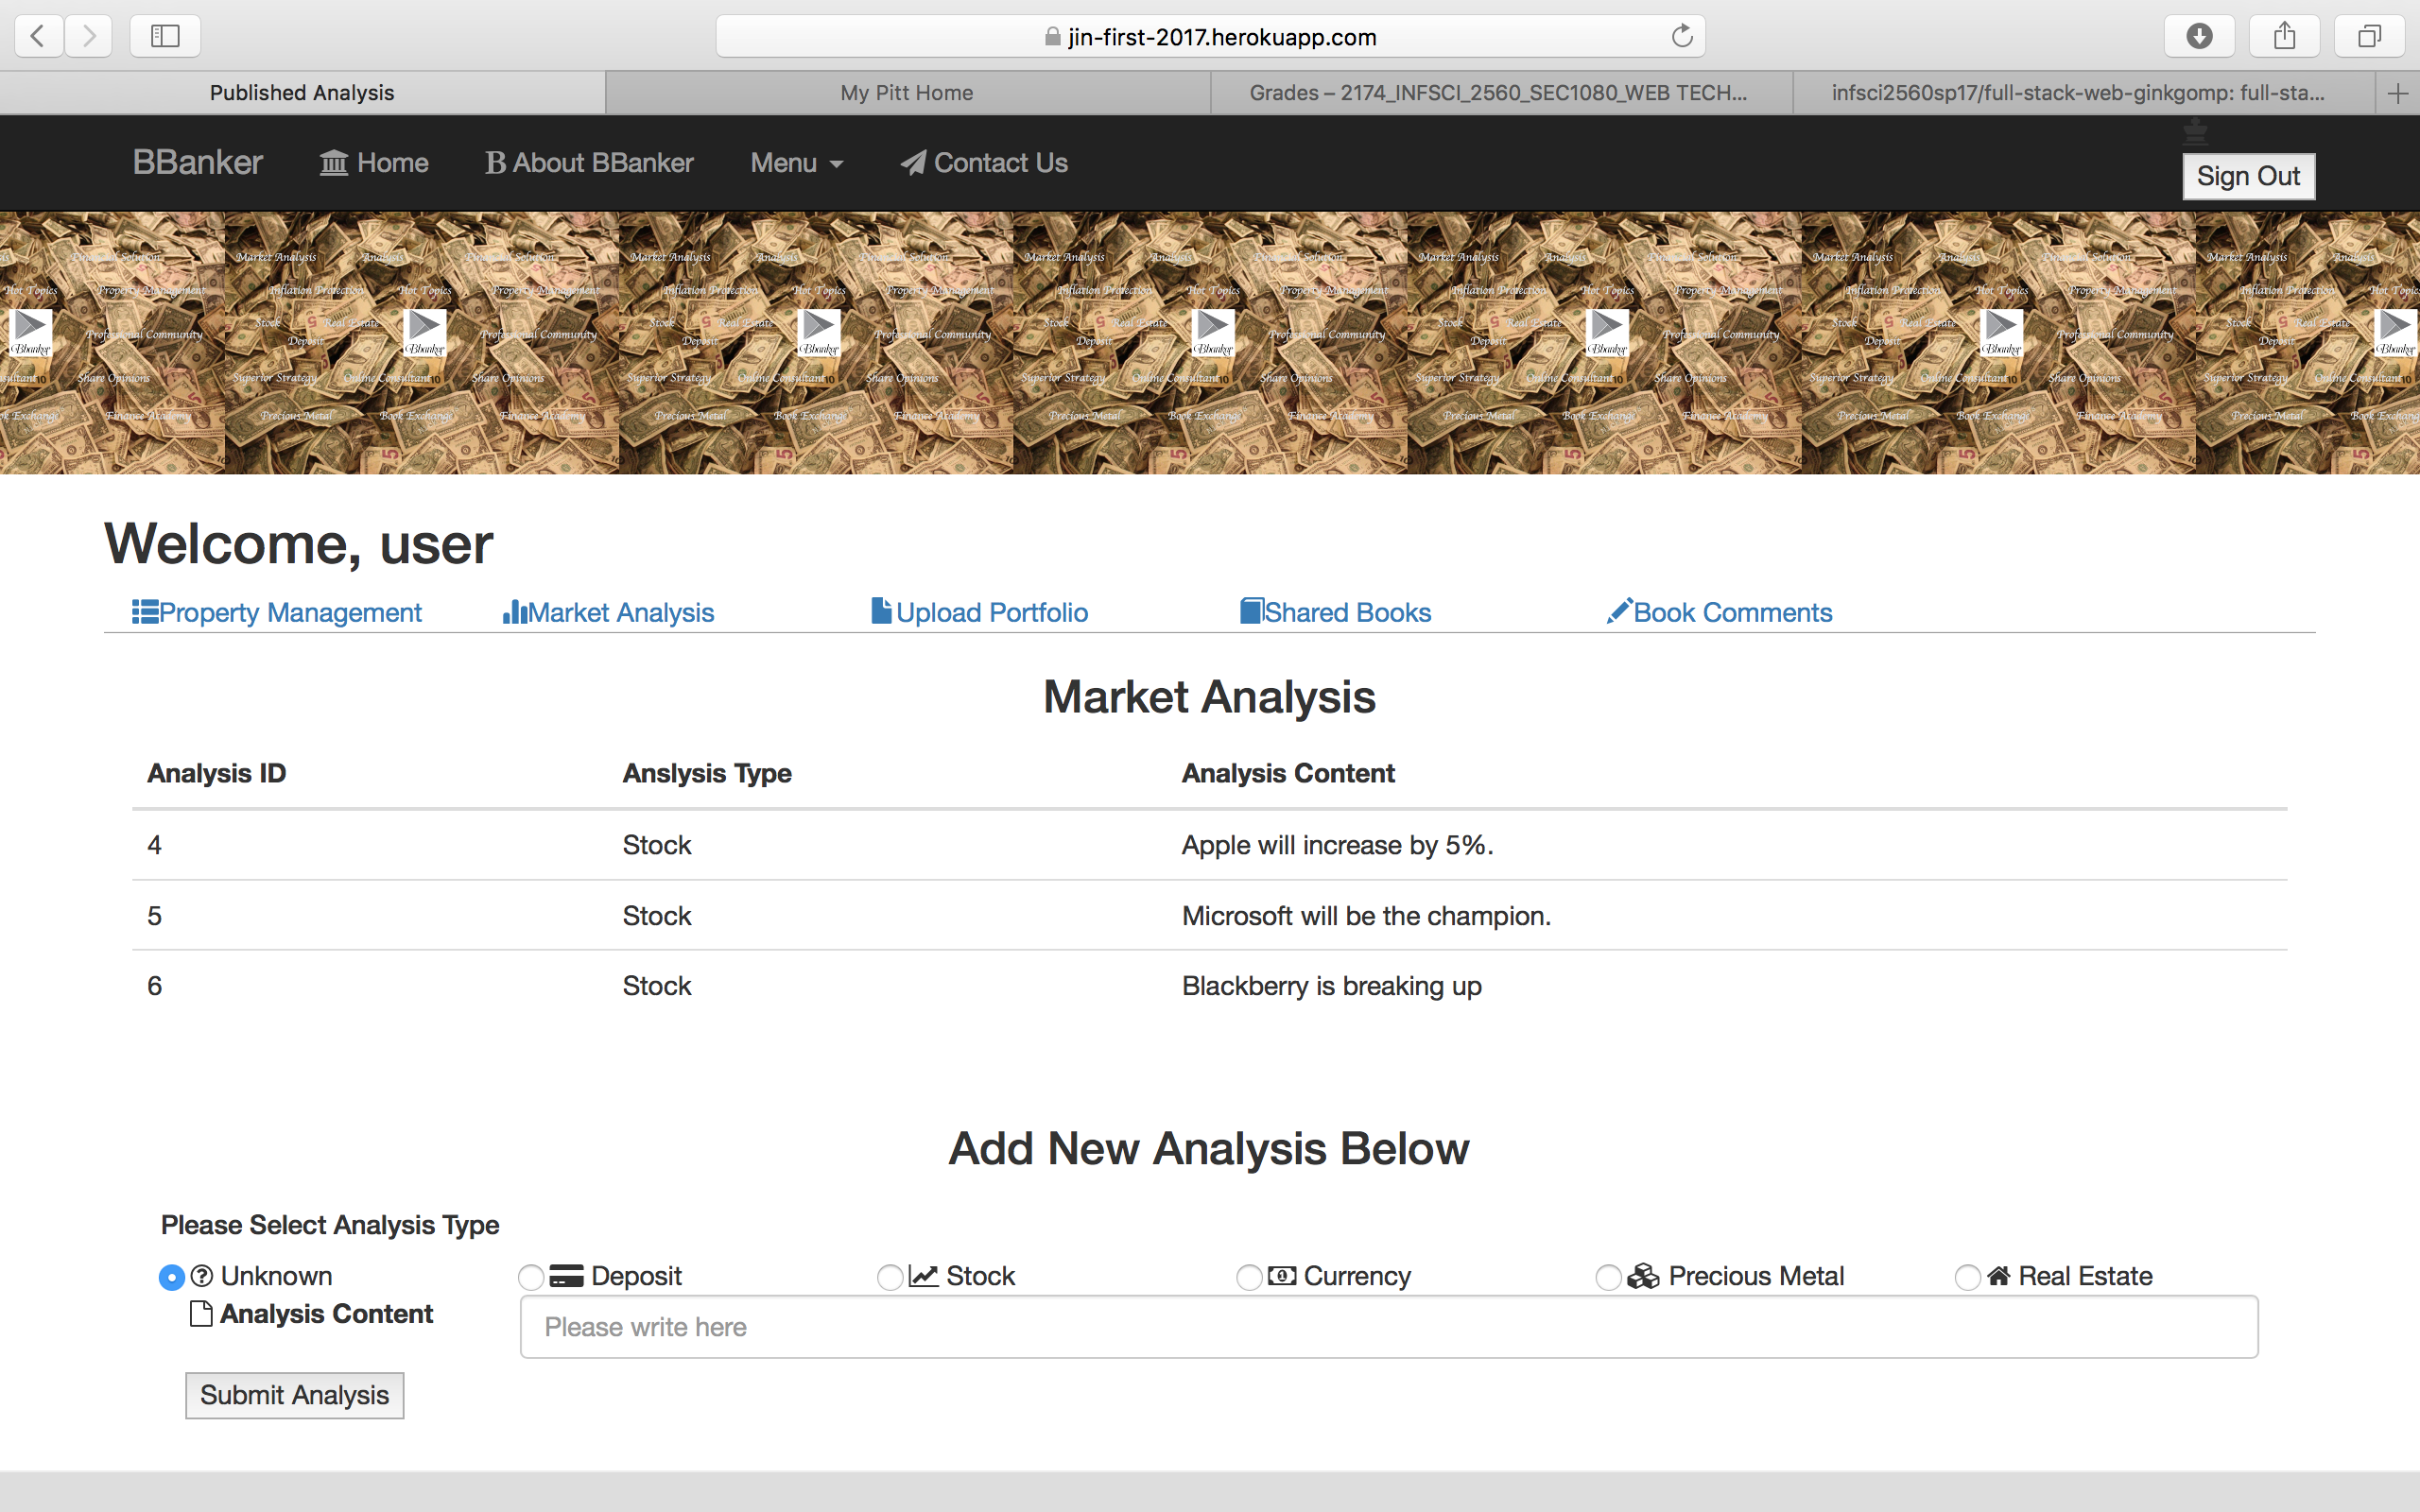 jin-first-2017.herokuapp.com
Published Analysis My Pitt Home Grades – 2174_INFSCI_2560_SEC1080_WEB TECH... infsci2560sp17/full-stack-web-ginkgomp: full-sta...
BBanker Home B About BBanker Menu Contact Us Sign Out
Market Analysis Analysis Financial Solution
Inflation Protection Hot Topics Property Management
Stock Real Estate
Deposit Bbanker Professional Community
Superior Strategy Online Consultant Share Opinions
Precious Metal Book Exchange Finance Academy
Welcome, user
Property Management Market Analysis Upload Portfolio Shared Books Book Comments
Market Analysis
Analysis ID Anslysis Type Analysis Content
4 Stock Apple will increase by 5%.
5 Stock Microsoft will be the champion.
6 Stock Blackberry is breaking up
Add New Analysis Below
Please Select Analysis Type
Unknown Deposit Stock Currency Precious Metal Real Estate
Analysis Content Please write here
Submit Analysis